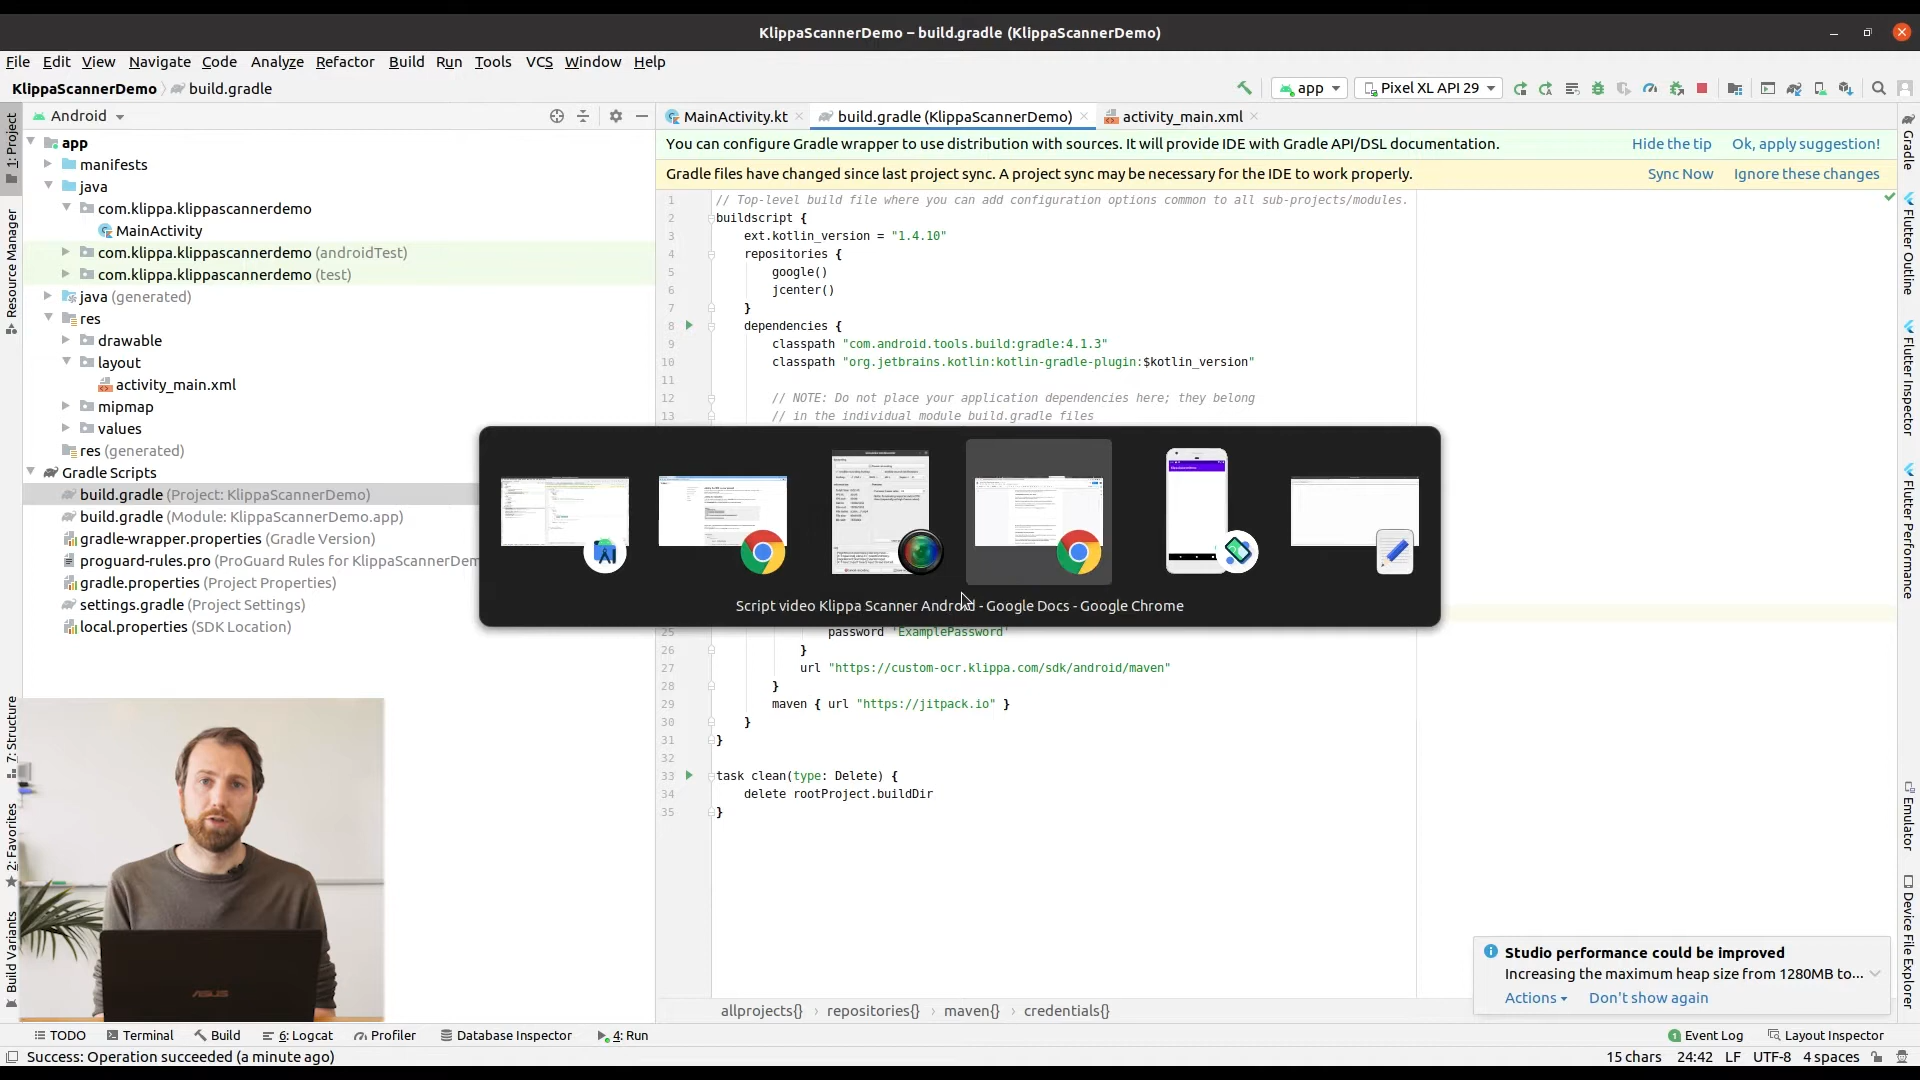 KlippaScannerDemo – build.gradle (KlippaScannerDemo)
File Edit View Navigate Code Analyze Refactor Build Run Tools VCS Window Help
KlippaScannerDemo build.gradle
app Pixel XL API 29
Android
MainActivity.kt build.gradle (KlippaScannerDemo) activity_main.xml
You can configure Gradle wrapper to use distribution with sources. It will provide IDE with Gradle API/DSL documentation. Hide the tip Ok, apply suggestion!
Gradle files have changed since last project sync. A project sync may be necessary for the IDE to work properly. Sync Now Ignore these changes
1: Project
Resource Manager
7: Structure
2: Favorites
Build Variants
app
manifests
java
com.klippa.klippascannerdemo
MainActivity
com.klippa.klippascannerdemo (androidTest)
com.klippa.klippascannerdemo (test)
java (generated)
res
drawable
layout
activity_main.xml
mipmap
values
res (generated)
Gradle Scripts
build.gradle (Project: KlippaScannerDemo)
build.gradle (Module: KlippaScannerDemo.app)
gradle-wrapper.properties (Gradle Version)
proguard-rules.pro (ProGuard Rules for KlippaScannerDem
gradle.properties (Project Properties)
settings.gradle (Project Settings)
local.properties (SDK Location)
1 // Top-level build file where you can add configuration options common to all sub-projects/modules.
2 buildscript {
3 ext.kotlin_version = "1.4.10"
4 repositories {
5 google()
6 jcenter()
7 }
8 dependencies {
9 classpath "com.android.tools.build:gradle:4.1.3"
10 classpath "org.jetbrains.kotlin:kotlin-gradle-plugin:$kotlin_version"
11
12 // NOTE: Do not place your application dependencies here; they belong
13 // in the individual module build.gradle files
Script video Klippa Scanner Android - Google Docs - Google Chrome
25 password 'ExamplePassword'
26 }
27 url "https://custom-ocr.klippa.com/sdk/android/maven"
28 }
29 maven { url "https://jitpack.io" }
30 }
31 }
32
33 task clean(type: Delete) {
34 delete rootProject.buildDir
35 }
Gradle
Flutter Outline
Flutter Inspector
Flutter Performance
Emulator
Device File Explorer
ASUS
Studio performance could be improved
Increasing the maximum heap size from 1280MB to...
Actions Don't show again
allprojects{} › repositories{} › maven{} › credentials{}
TODO Terminal Build 6: Logcat Profiler Database Inspector 4: Run 1 Event Log Layout Inspector
Success: Operation succeeded (a minute ago) 15 chars 24:42 LF UTF-8 4 spaces